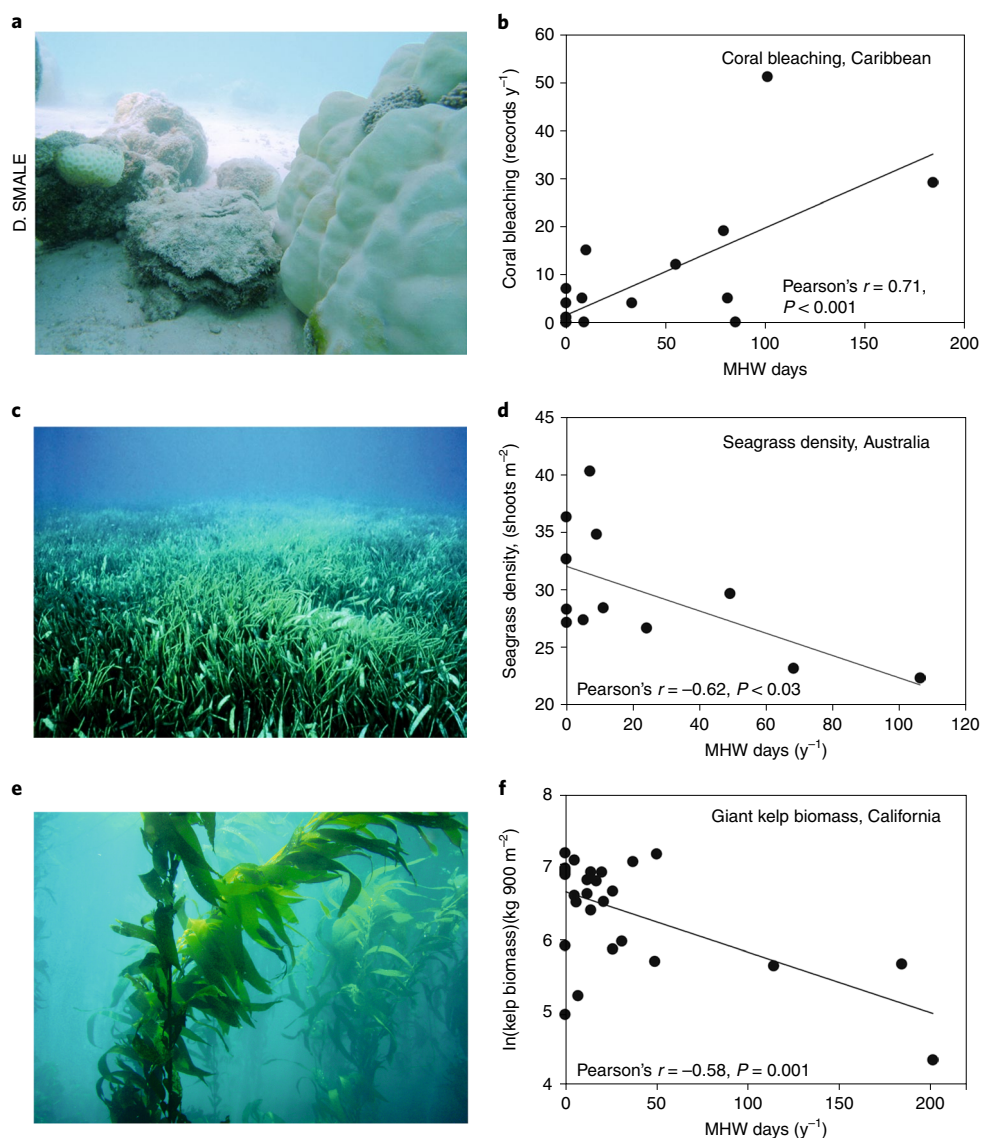 a
D. SMALE
b
60
50
40
30
20
10
0
Coral bleaching (records y⁻¹)
Coral bleaching, Caribbean
Pearson's r = 0.71,
P < 0.001
0 50 100 150 200
MHW days
c
d
45
40
35
30
25
20
Seagrass density, (shoots m⁻²)
Seagrass density, Australia
Pearson's r = –0.62, P < 0.03
0 20 40 60 80 100 120
MHW days (y⁻¹)
e
f
8
7
6
5
4
ln(kelp biomass)(kg 900 m⁻²)
Giant kelp biomass, California
Pearson's r = –0.58, P = 0.001
0 50 100 150 200
MHW days (y⁻¹)